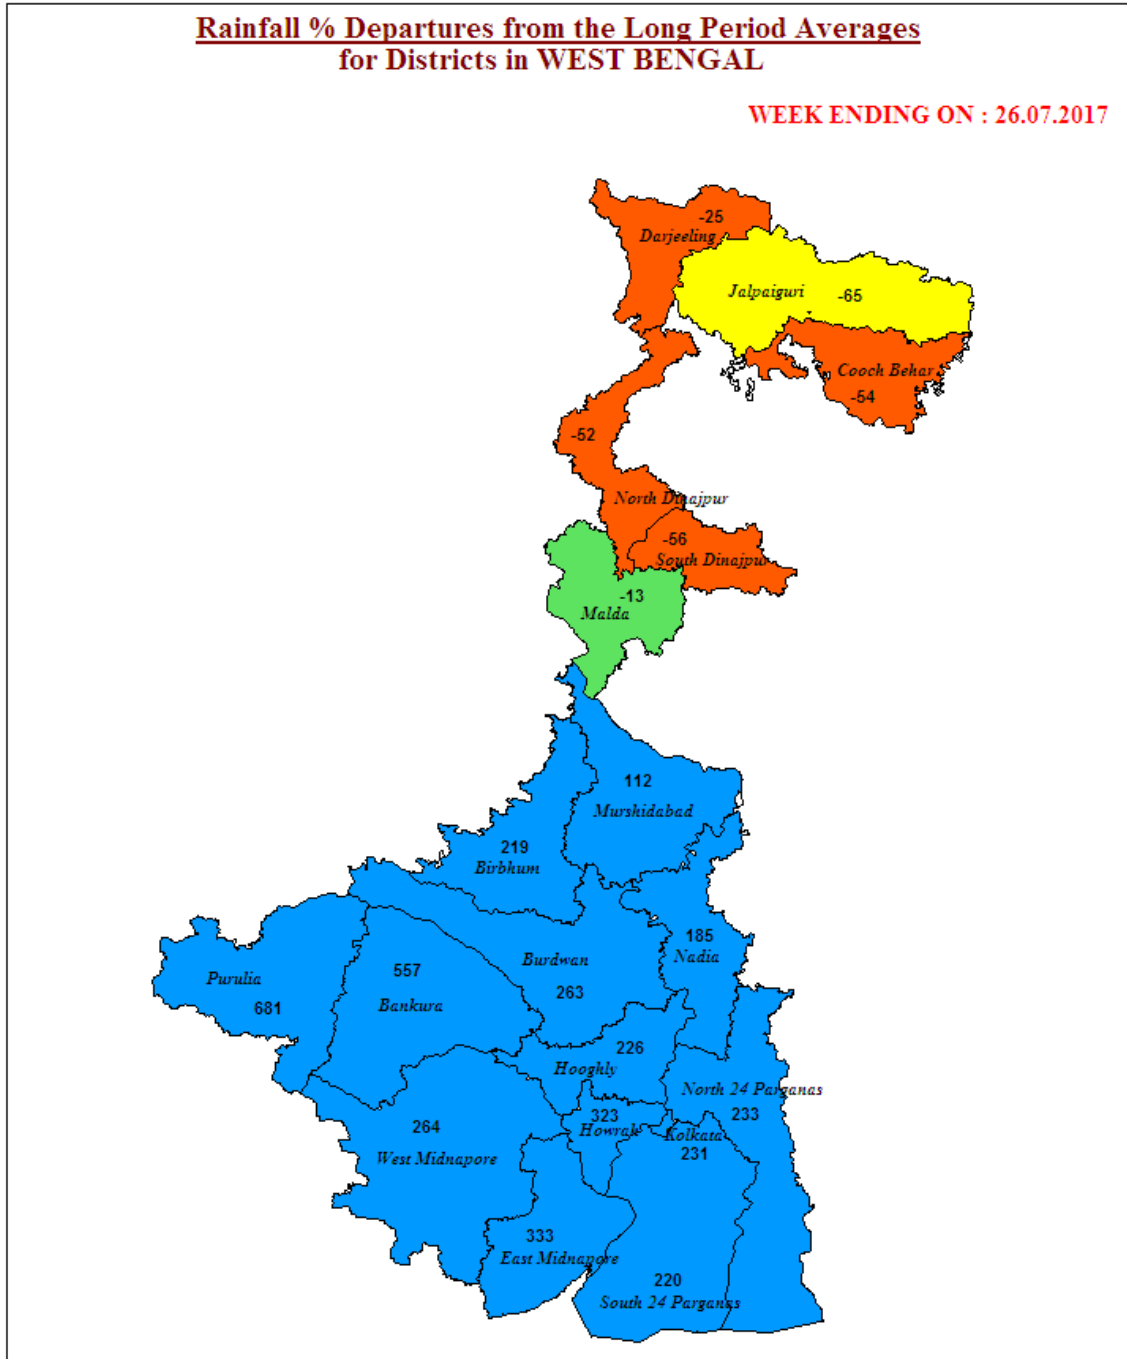 Rainfall % Departures from the Long Period Averages
for Districts in WEST BENGAL
WEEK ENDING ON : 26.07.2017
-25
Darjeeling
Jalpaiguri -65
Cooch Behar
-54
-52
North Dinajpur
-56
South Dinajpur
-13
Malda
112
Murshidabad
219
Birbhum
185
Nadia
Burdwan
263
557
Bankura
Purulia
681
226
Hooghly
North 24 Parganas
233
323
Howrah
Kolkata
231
264
West Midnapore
333
East Midnapore
220
South 24 Parganas